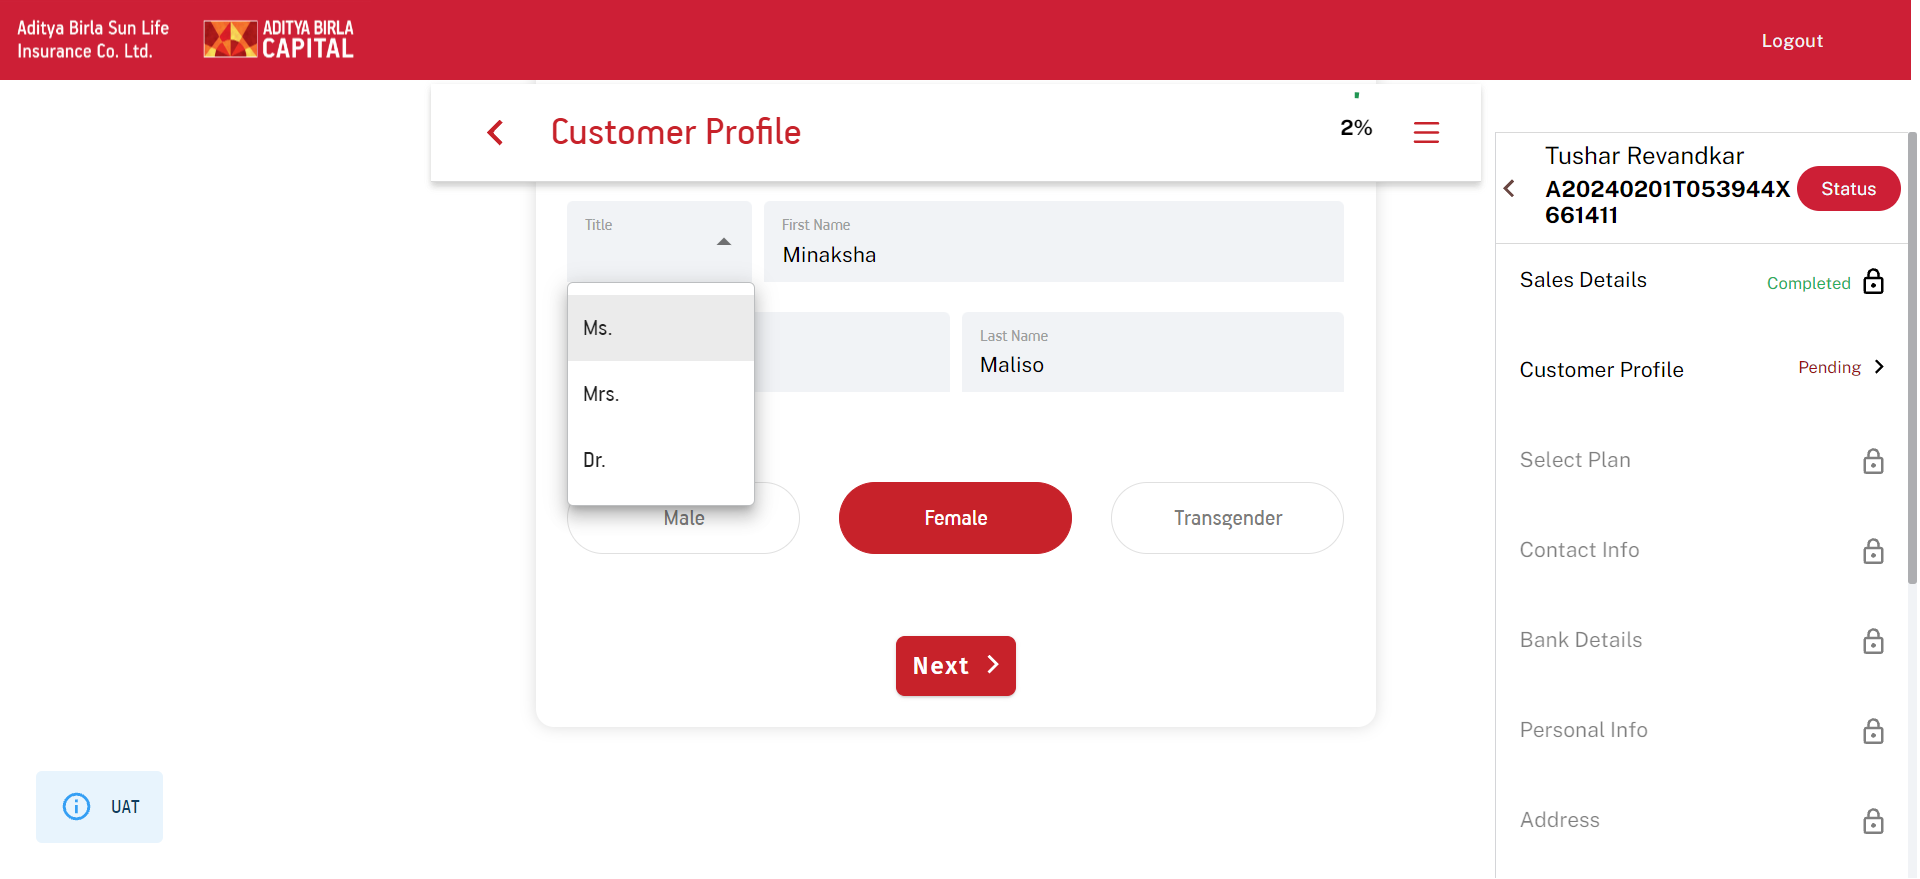 Aditya Birla Sun Life
Insurance Co. Ltd.
ADITYA BIRLA
CAPITAL
Logout
Customer Profile
2%
Title
First Name
Minaksha
Ms.
Mrs.
Dr.
Last Name
Maliso
Male
Female
Transgender
Next
UAT
Tushar Revandkar
A20240201T053944X
661411
Status
Sales Details
Completed
Customer Profile
Pending
Select Plan
Contact Info
Bank Details
Personal Info
Address